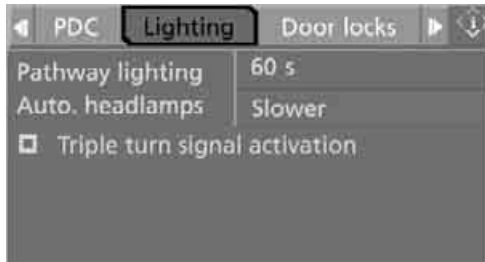 PDC Lighting Door locks
Pathway lighting 60 s
Auto. headlamps Slower
Triple turn signal activation